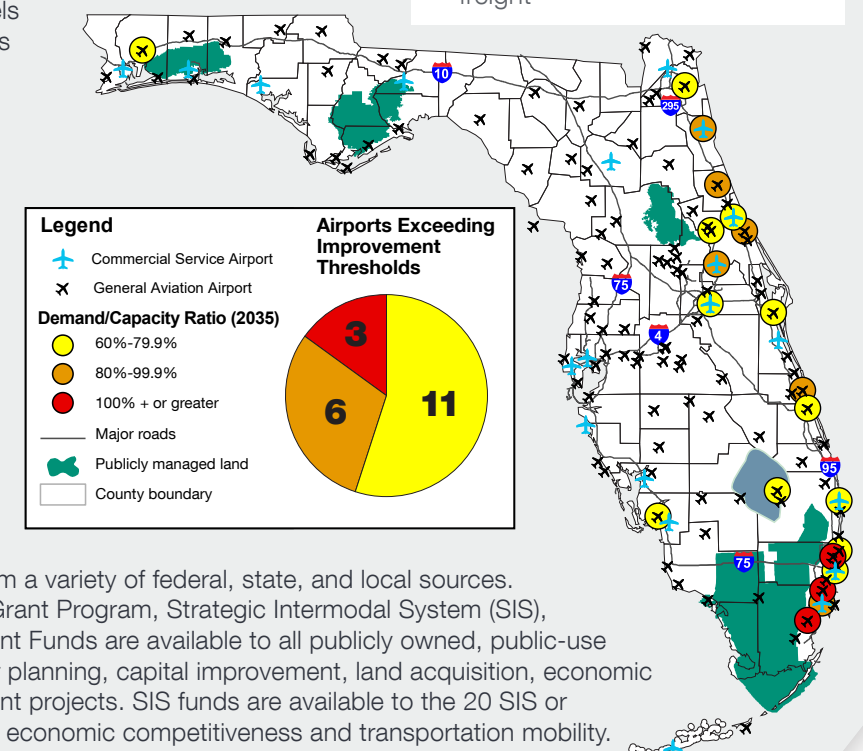 els
s
freight
10
295
75
4
95
75
Legend
Commercial Service Airport
General Aviation Airport
Demand/Capacity Ratio (2035)
60%-79.9%
80%-99.9%
100% + or greater
Major roads
Publicly managed land
County boundary
Airports Exceeding
Improvement
Thresholds
3
6
11
m a variety of federal, state, and local sources.
Grant Program, Strategic Intermodal System (SIS),
nt Funds are available to all publicly owned, public-use
planning, capital improvement, land acquisition, economic
nt projects. SIS funds are available to the 20 SIS or
economic competitiveness and transportation mobility.